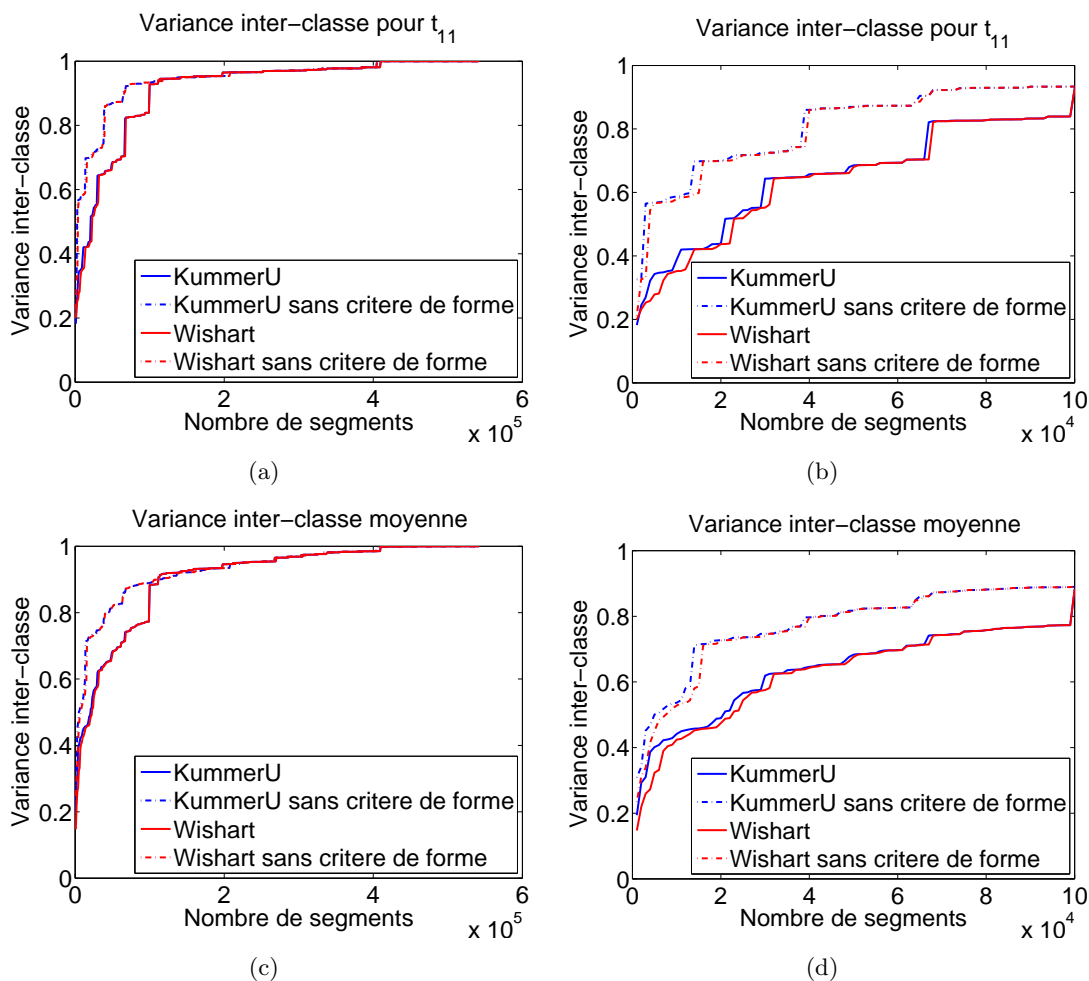 Variance inter−classe pour t11
Variance inter−classe
1
0.8
0.6
0.4
0.2
0
KummerU
KummerU sans critere de forme
Wishart
Wishart sans critere de forme
0 2 4 6
Nombre de segments
x 10^5
(a)
Variance inter−classe pour t11
Variance inter−classe
1
0.8
0.6
0.4
0.2
0
KummerU
KummerU sans critere de forme
Wishart
Wishart sans critere de forme
0 2 4 6 8 10
Nombre de segments
x 10^4
(b)
Variance inter−classe moyenne
Variance inter−classe
1
0.8
0.6
0.4
0.2
0
KummerU
KummerU sans critere de forme
Wishart
Wishart sans critere de forme
0 2 4 6
Nombre de segments
x 10^5
(c)
Variance inter−classe moyenne
Variance inter−classe
1
0.8
0.6
0.4
0.2
0
KummerU
KummerU sans critere de forme
Wishart
Wishart sans critere de forme
0 2 4 6 8 10
Nombre de segments
x 10^4
(d)